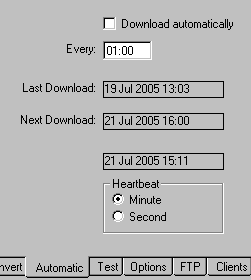 Download automatically
Every: 01:00
Last Download: 19 Jul 2005 13:03
Next Download: 21 Jul 2005 16:00
21 Jul 2005 15:11
Heartbeat
Minute
Second
nvert Automatic Test Options FTP Clients